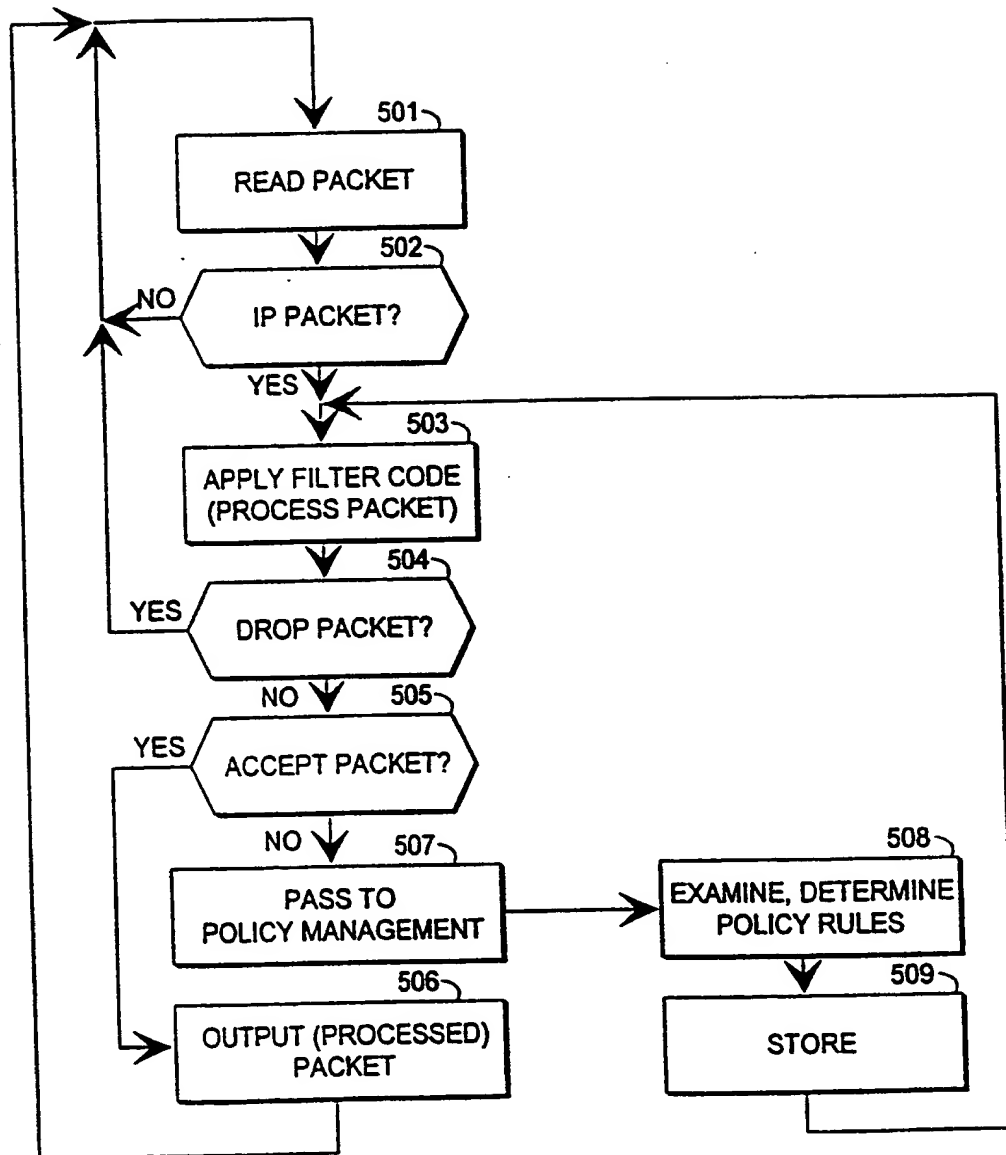 501
READ PACKET
502
NO
IP PACKET?
YES
503
APPLY FILTER CODE
(PROCESS PACKET)
504
YES
DROP PACKET?
NO
505
YES
ACCEPT PACKET?
NO
507
PASS TO
POLICY MANAGEMENT
508
EXAMINE, DETERMINE
POLICY RULES
506
OUTPUT (PROCESSED)
PACKET
509
STORE